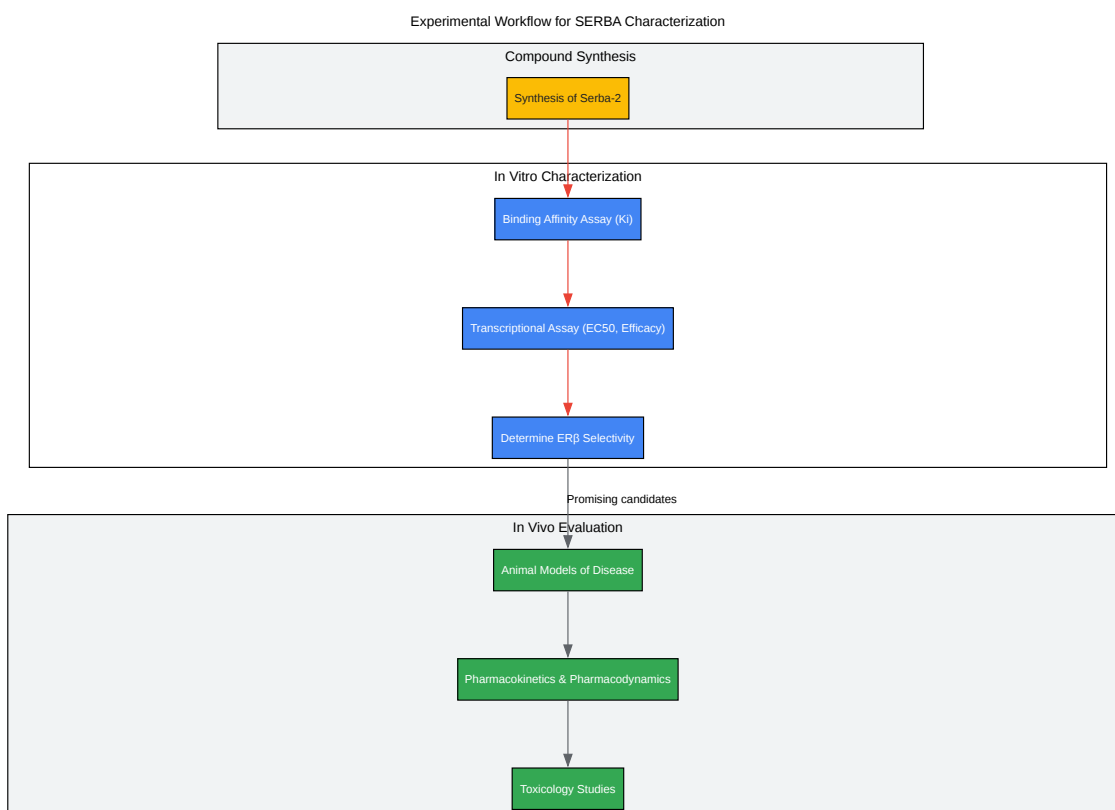 Experimental Workflow for SERBA Characterization
Compound Synthesis
Synthesis of Serba-2
In Vitro Characterization
Binding Affinity Assay (Ki)
Transcriptional Assay (EC50, Efficacy)
Determine ERβ Selectivity
Promising candidates
In Vivo Evaluation
Animal Models of Disease
Pharmacokinetics & Pharmacodynamics
Toxicology Studies